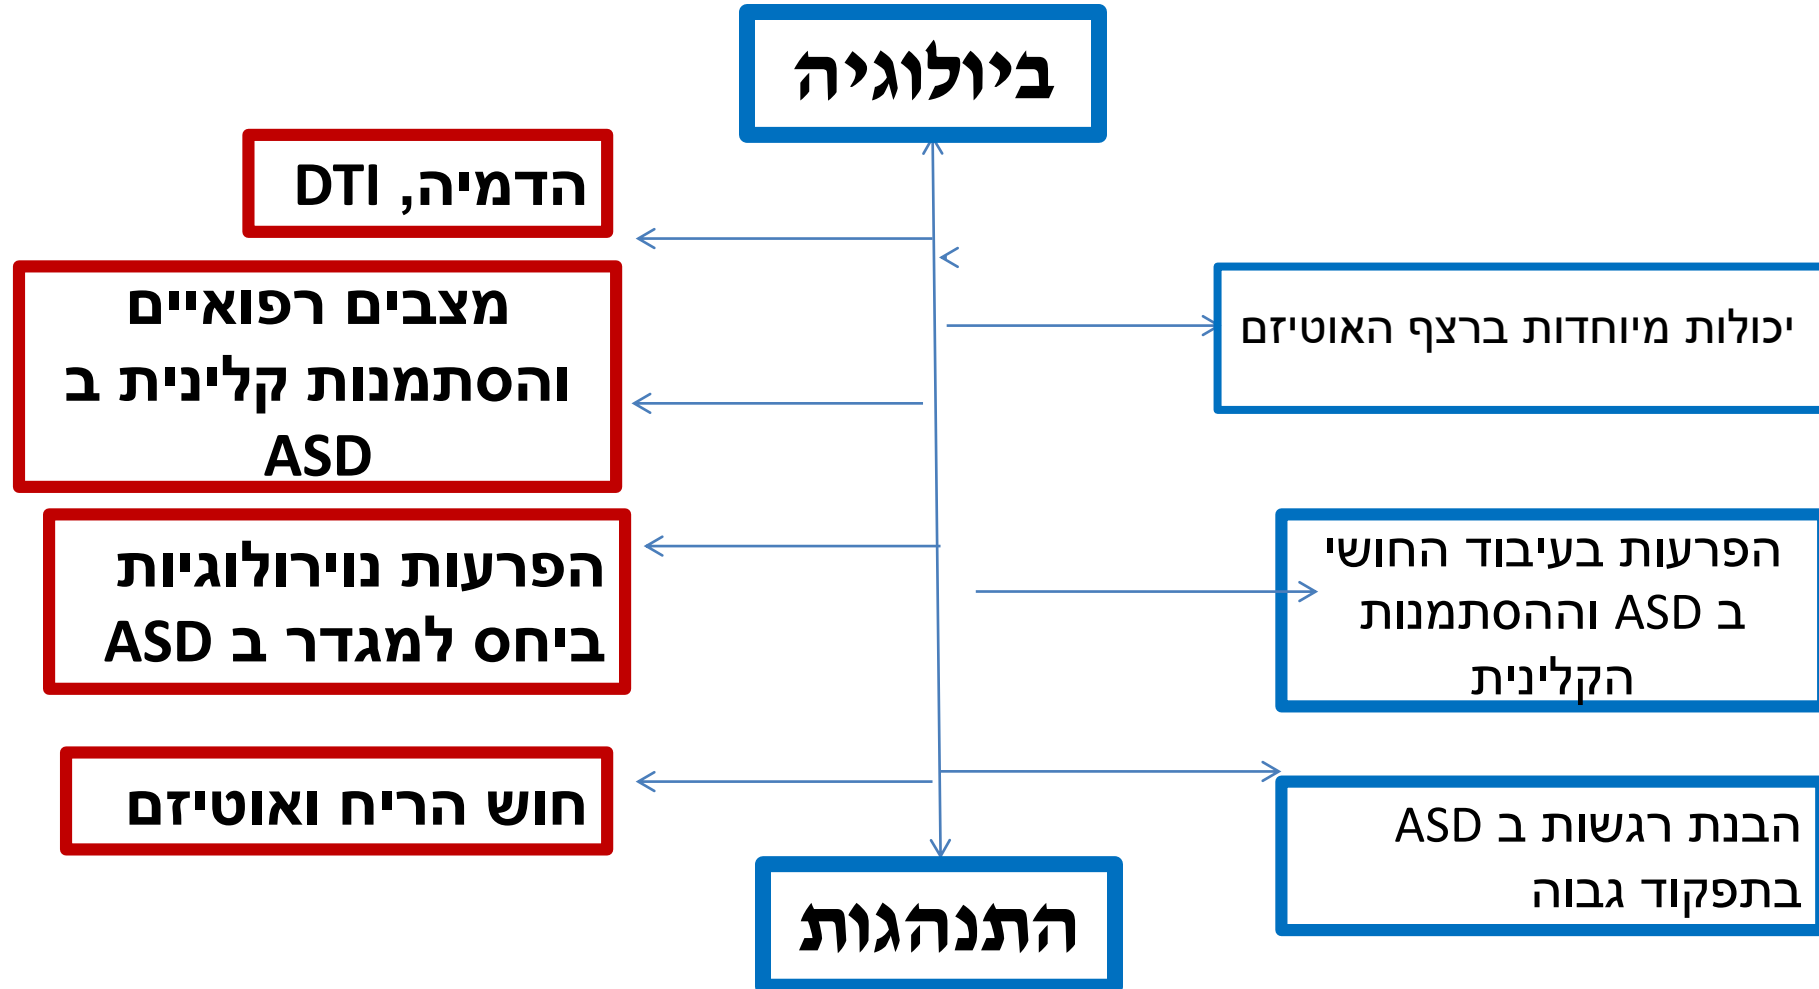 ביולוגיה
הדמיה, DTI
מצבים רפואיים
והסתמנות קלינית ב
ASD
הפרעות נוירולוגיות
ביחס למגדר ב ASD
חוש הריח ואוטיזם
יכולות מיוחדות ברצף האוטיזם
הפרעות בעיבוד החושי
ב ASD וההסתמנות
הקלינית
הבנת רגשות ב ASD
בתפקוד גבוה
התנהגות